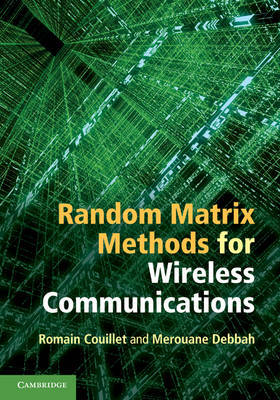 Random Matrix
Methods for
Wireless
Communications
Romain Couillet and Merouane Debbah
CAMBRIDGE